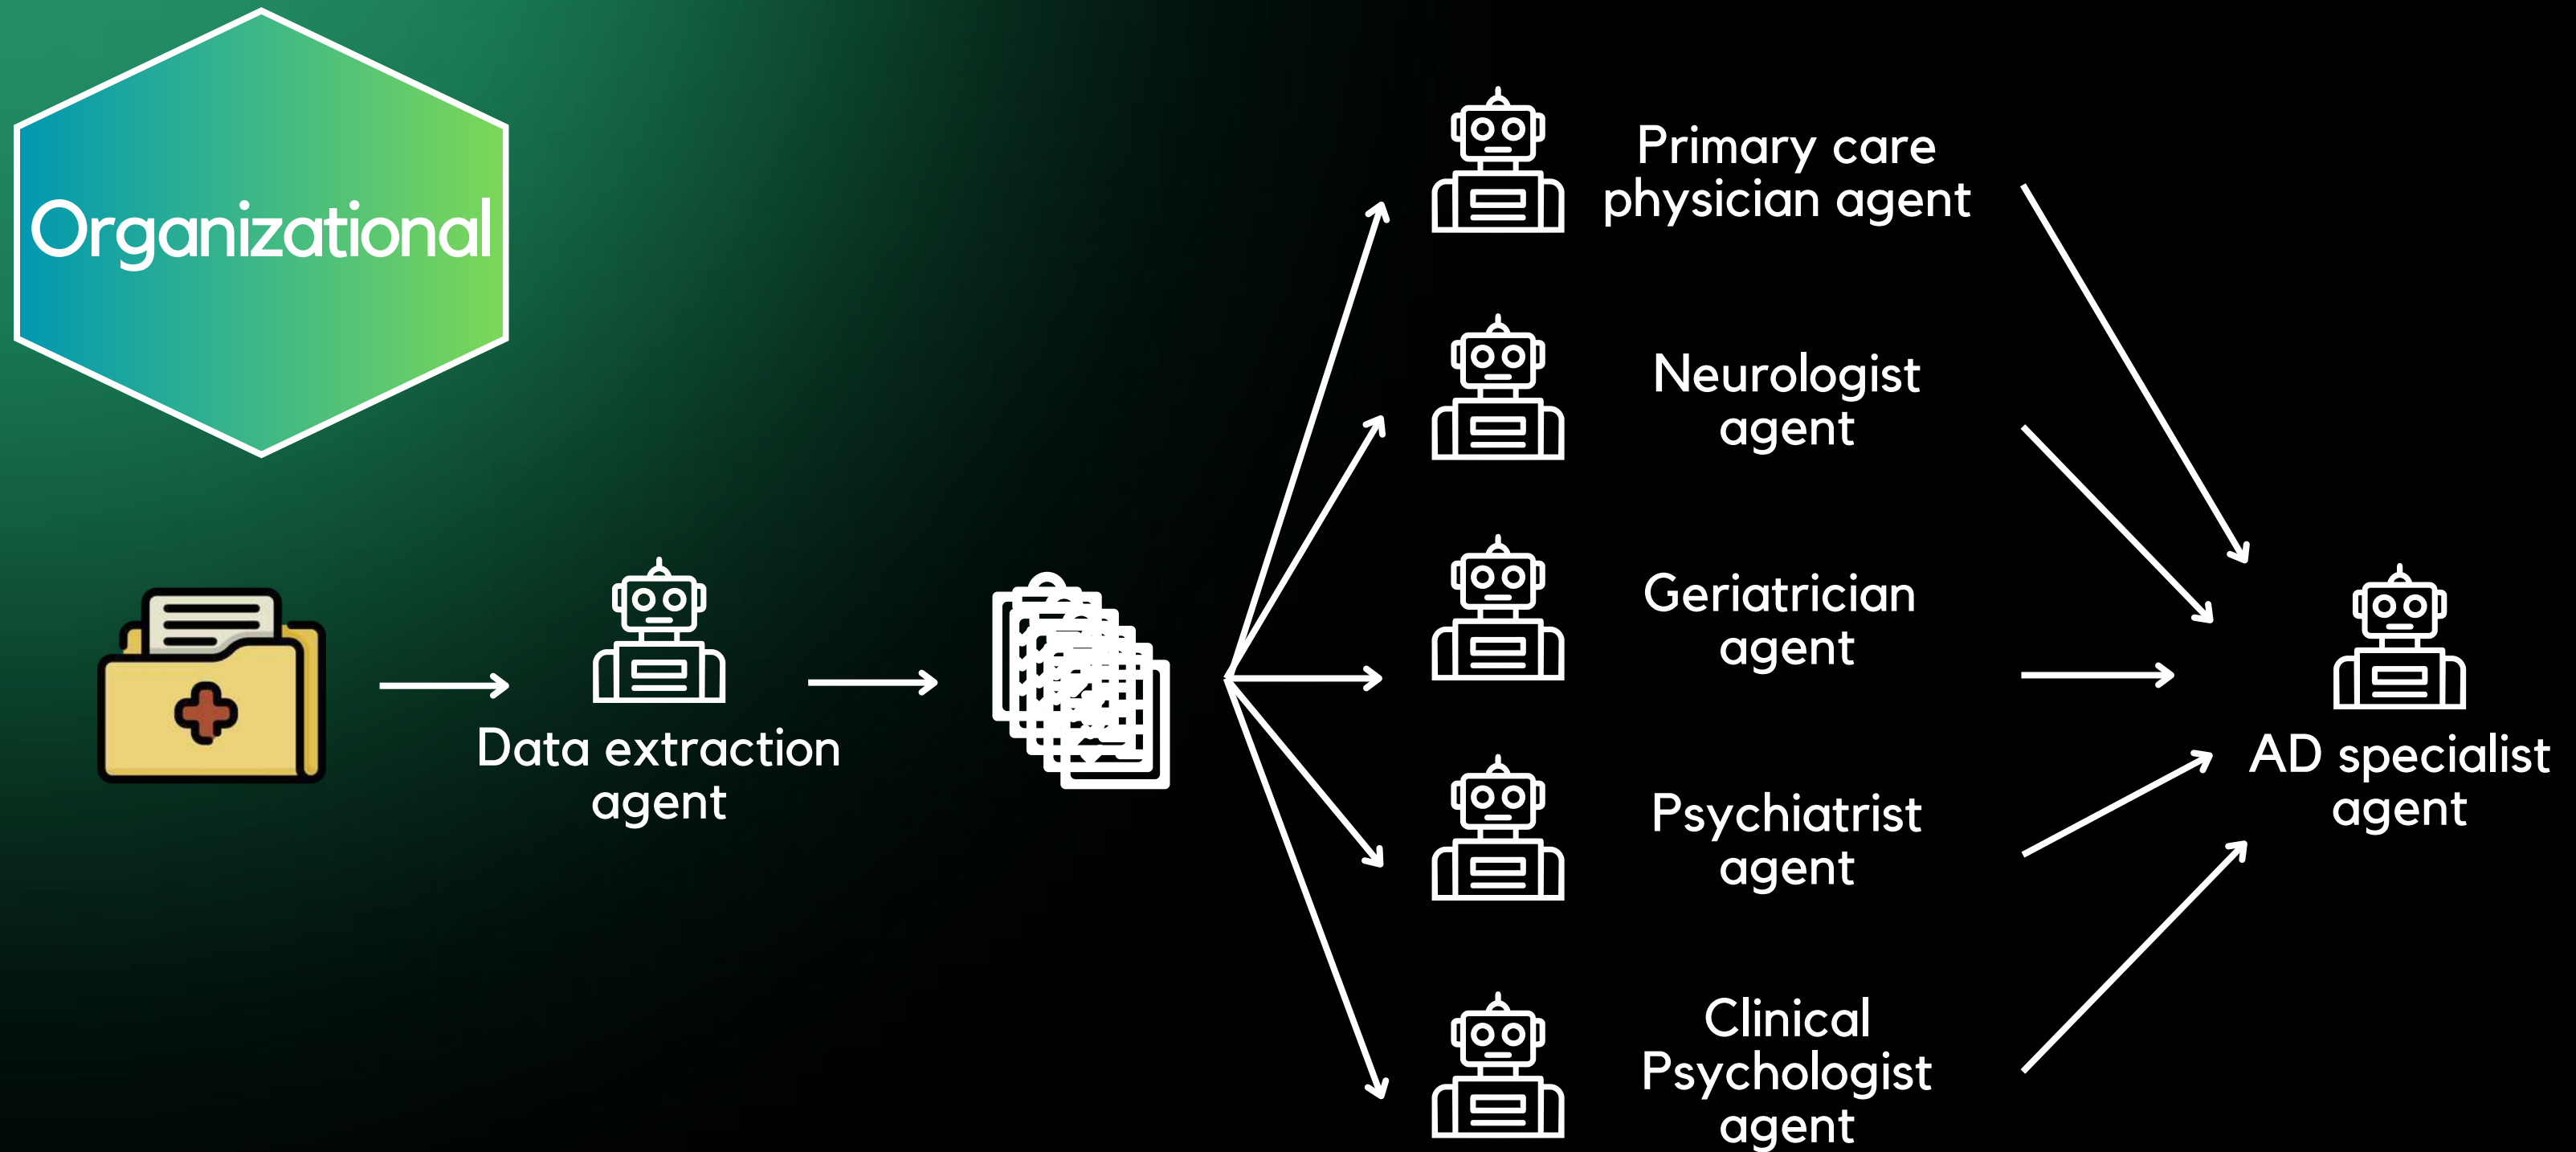 Organizational
Data extraction
agent
Primary care
physician agent
Neurologist
agent
Geriatrician
agent
Psychiatrist
agent
Clinical
Psychologist
agent
AD specialist
agent